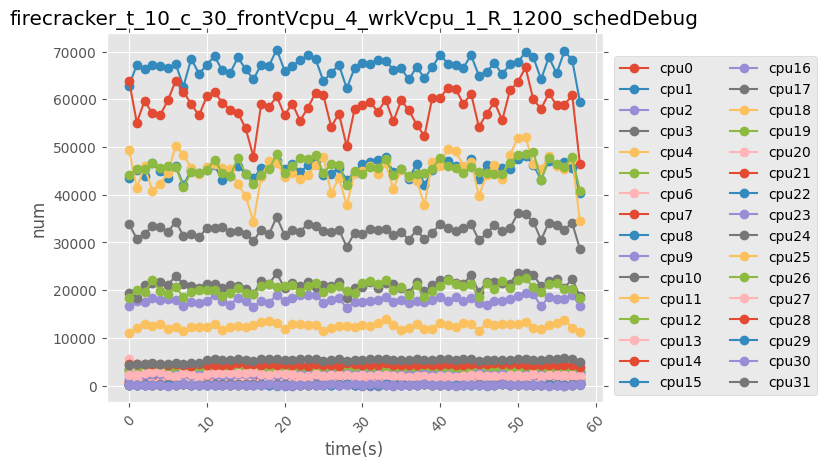 firecracker_t_10_c_30_frontVcpu_4_wrkVcpu_1_R_1200_schedDebug
70000
60000
50000
40000
30000
20000
10000
0
num
0
10
20
30
40
50
60
time(s)
cpu0
cpu1
cpu2
cpu3
cpu4
cpu5
cpu6
cpu7
cpu8
cpu9
cpu10
cpu11
cpu12
cpu13
cpu14
cpu15
cpu16
cpu17
cpu18
cpu19
cpu20
cpu21
cpu22
cpu23
cpu24
cpu25
cpu26
cpu27
cpu28
cpu29
cpu30
cpu31